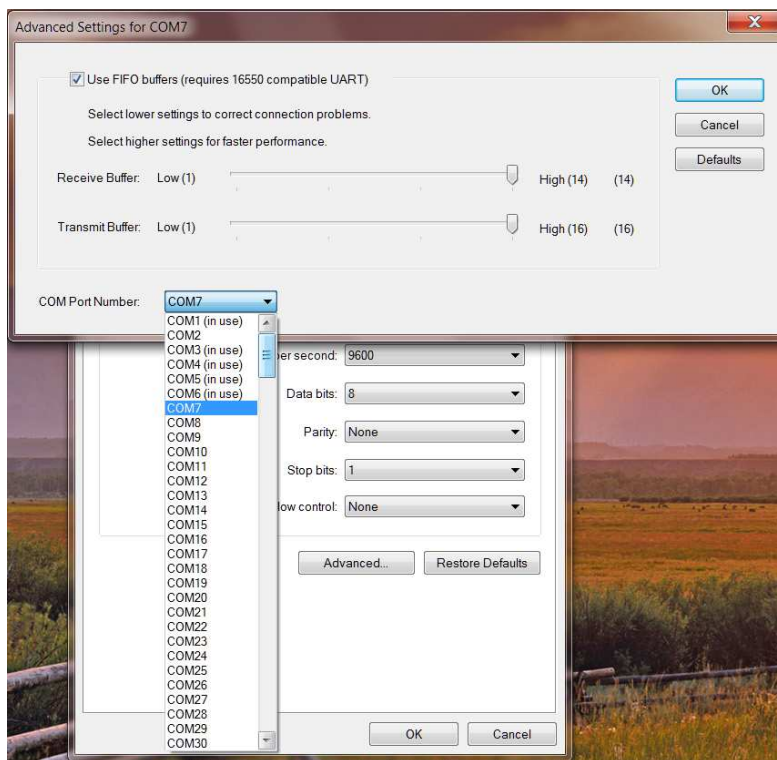 Advanced Settings for COM7
Use FIFO buffers (requires 16550 compatible UART)
OK
Select lower settings to correct connection problems.
Cancel
Select higher settings for faster performance.
Defaults
Receive Buffer: Low (1) High (14) (14)
Transmit Buffer: Low (1) High (16) (16)
COM Port Number: COM7
COM1 (in use)
COM2
COM3 (in use)
COM4 (in use)
COM5 (in use)
COM6 (in use)
COM7
COM8
COM9
COM10
COM11
COM12
COM13
COM14
COM15
COM16
COM17
COM18
COM19
COM20
COM21
COM22
COM23
COM24
COM25
COM26
COM27
COM28
COM29
COM30
per second: 9600
Data bits: 8
Parity: None
Stop bits: 1
low control: None
Advanced... Restore Defaults
OK Cancel